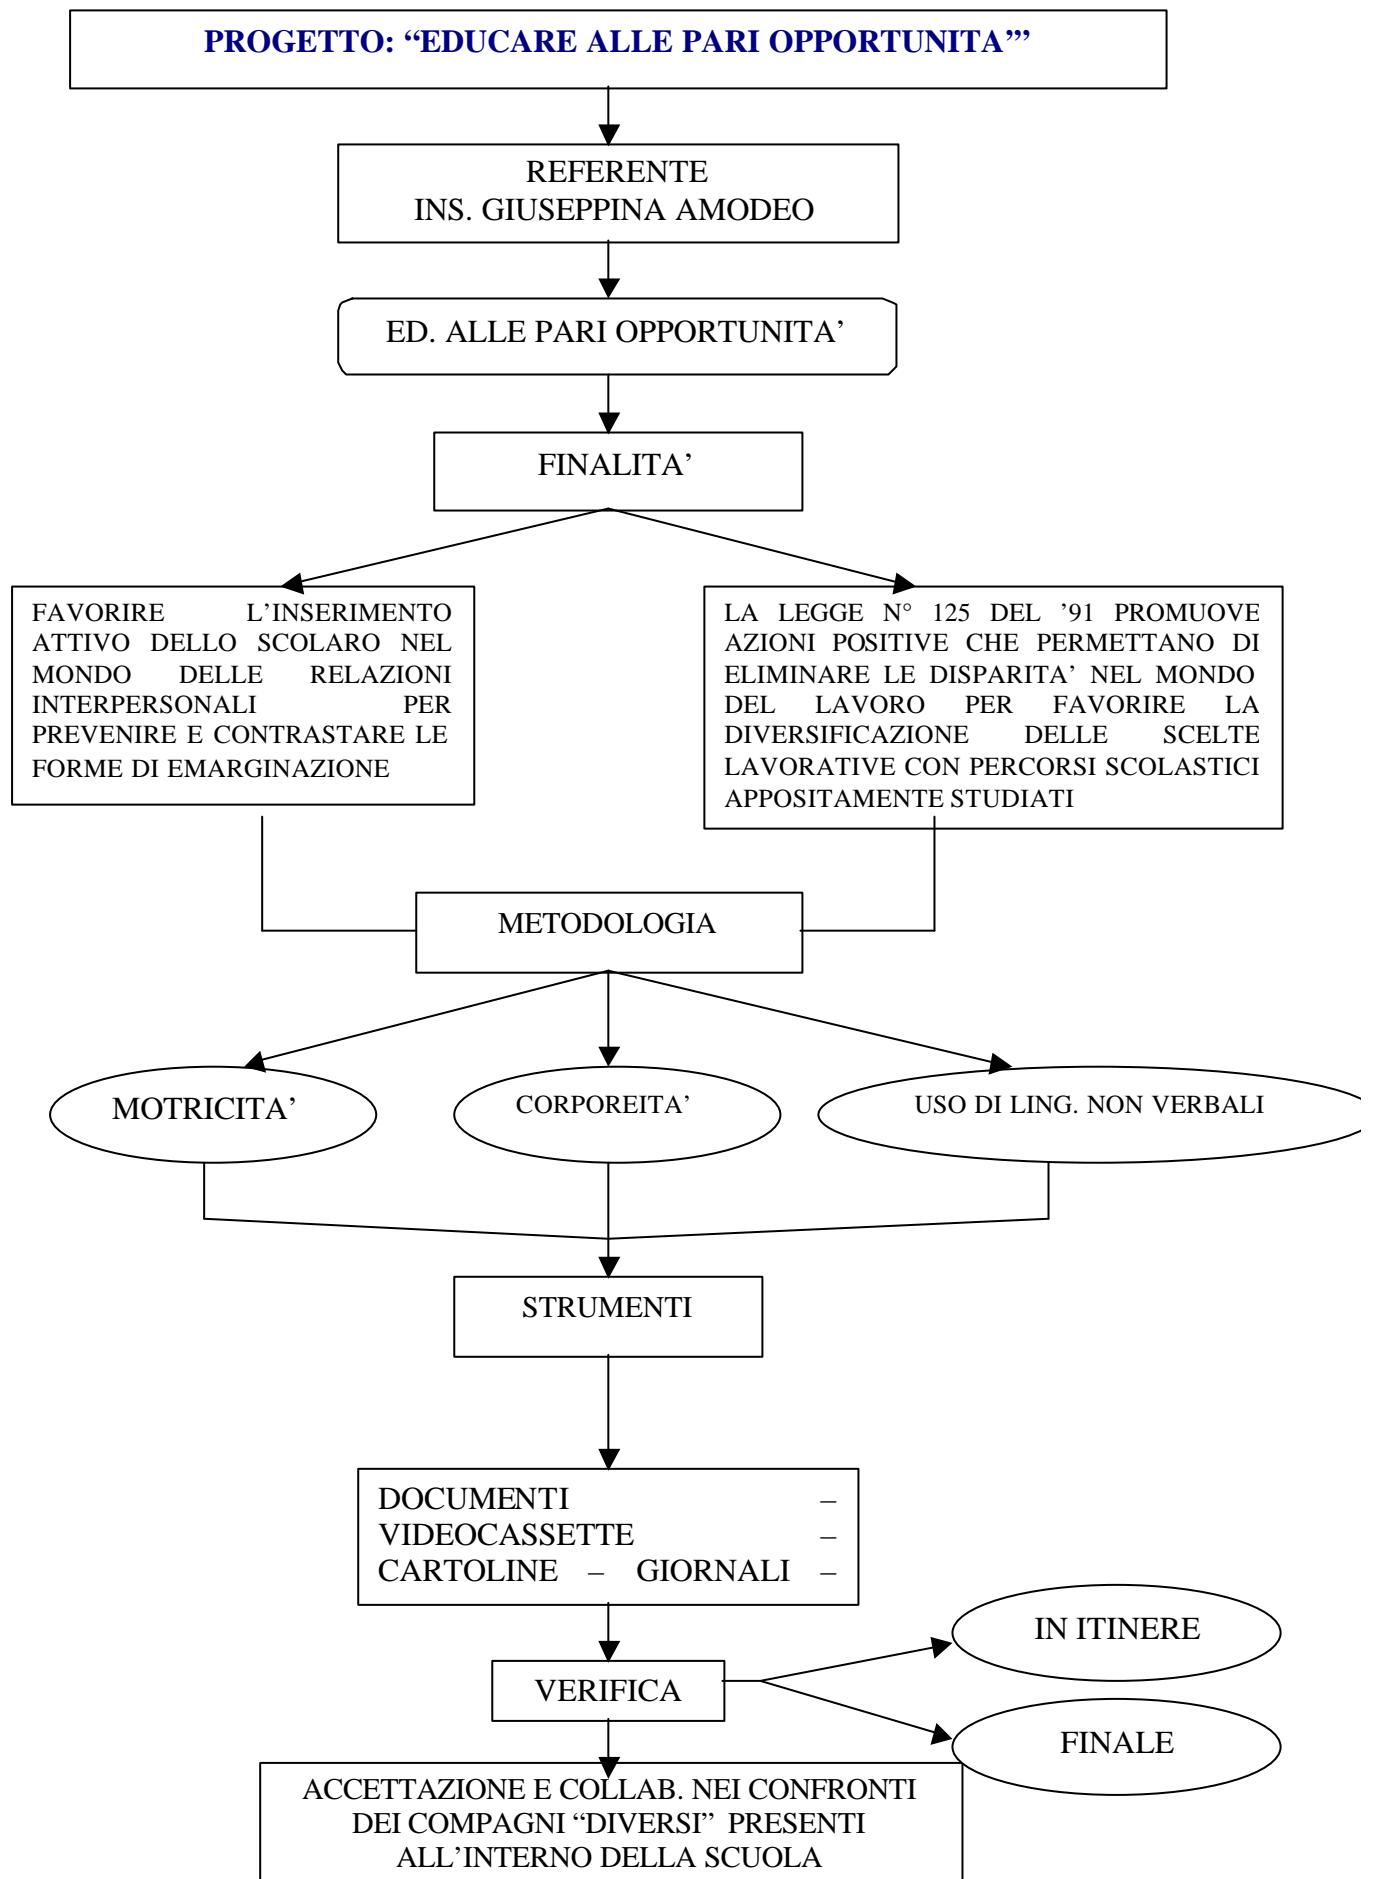 PROGETTO: “EDUCARE ALLE PARI OPPORTUNITA’”
REFERENTE
INS. GIUSEPPINA AMODEO
ED. ALLE PARI OPPORTUNITA’
FINALITA’
FAVORIRE L’INSERIMENTO
ATTIVO DELLO SCOLARO NEL
MONDO DELLE RELAZIONI
INTERPERSONALI PER
PREVENIRE E CONTRASTARE LE
FORME DI EMARGINAZIONE
LA LEGGE N° 125 DEL ’91 PROMUOVE
AZIONI POSITIVE CHE PERMETTANO DI
ELIMINARE LE DISPARITA’ NEL MONDO
DEL LAVORO PER FAVORIRE LA
DIVERSIFICAZIONE DELLE SCELTE
LAVORATIVE CON PERCORSI SCOLASTICI
APPOSITAMENTE STUDIATI
METODOLOGIA
MOTRICITA’
CORPOREITA’
USO DI LING. NON VERBALI
STRUMENTI
DOCUMENTI –
VIDEOCASSETTE –
CARTOLINE – GIORNALI –
IN ITINERE
VERIFICA
FINALE
ACCETTAZIONE E COLLAB. NEI CONFRONTI
DEI COMPAGNI “DIVERSI” PRESENTI
ALL’INTERNO DELLA SCUOLA